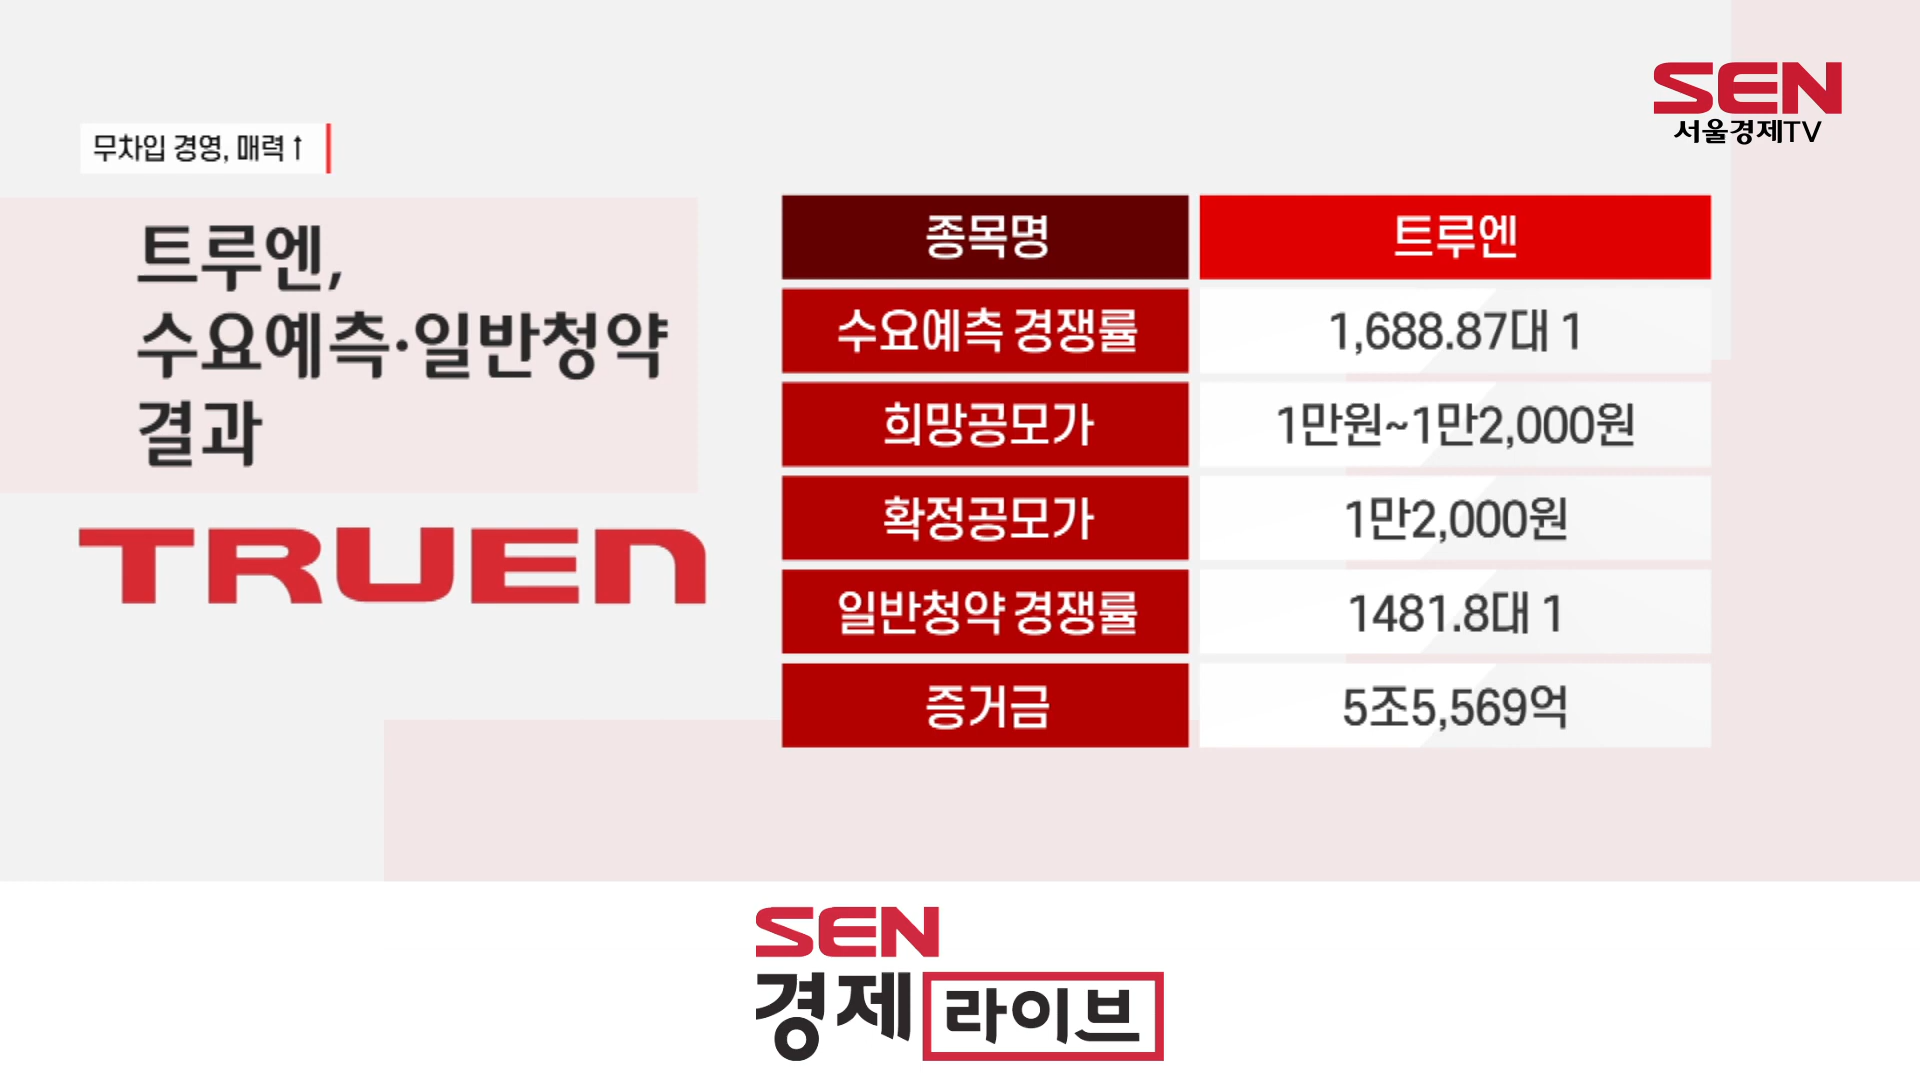 SEN
서울경제TV
무차입 경영, 매력↑
트루엔,
수요예측·일반청약
결과
TRUEN
종목명 트루엔
수요예측 경쟁률 1,688.87대 1
희망공모가 1만원~1만2,000원
확정공모가 1만2,000원
일반청약 경쟁률 1481.8대 1
증거금 5조5,569억
SEN
경제라이브